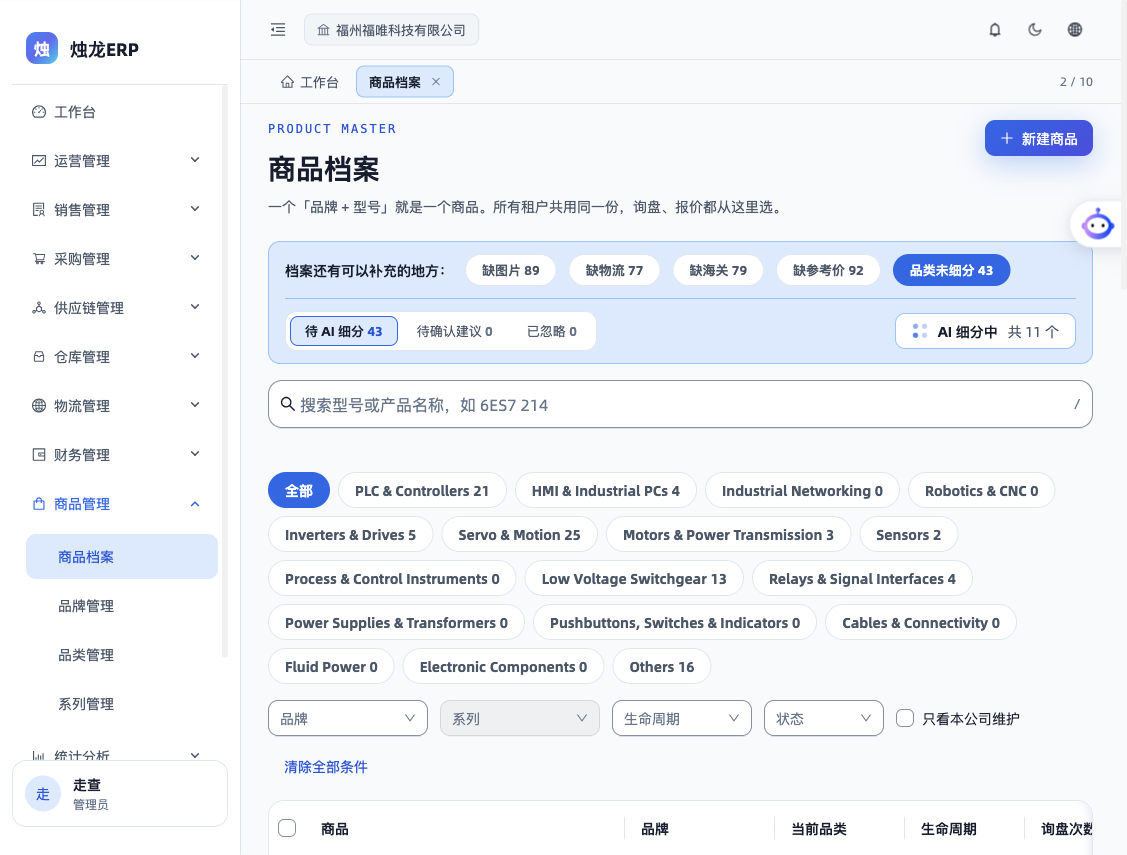 烛 烛龙ERP
福州福唯科技有限公司
工作台
商品档案
2 / 10
工作台
运营管理
销售管理
采购管理
供应链管理
仓库管理
物流管理
财务管理
商品管理
商品档案
品牌管理
品类管理
系列管理
统计分析
走
走查
管理员
PRODUCT MASTER
商品档案
新建商品
一个「品牌 + 型号」就是一个商品。所有租户共用同一份，询盘、报价都从这里选。
档案还有可以补充的地方： 缺图片 89 缺物流 77 缺海关 79 缺参考价 92 品类未细分 43
待 AI 细分 43 待确认建议 0 已忽略 0 AI 细分中 共 11 个
搜索型号或产品名称，如 6ES7 214 /
全部 PLC & Controllers 21 HMI & Industrial PCs 4 Industrial Networking 0 Robotics & CNC 0
Inverters & Drives 5 Servo & Motion 25 Motors & Power Transmission 3 Sensors 2
Process & Control Instruments 0 Low Voltage Switchgear 13 Relays & Signal Interfaces 4
Power Supplies & Transformers 0 Pushbuttons, Switches & Indicators 0 Cables & Connectivity 0
Fluid Power 0 Electronic Components 0 Others 16
品牌 系列 生命周期 状态 只看本公司维护
清除全部条件
商品 品牌 当前品类 生命周期 询盘次数